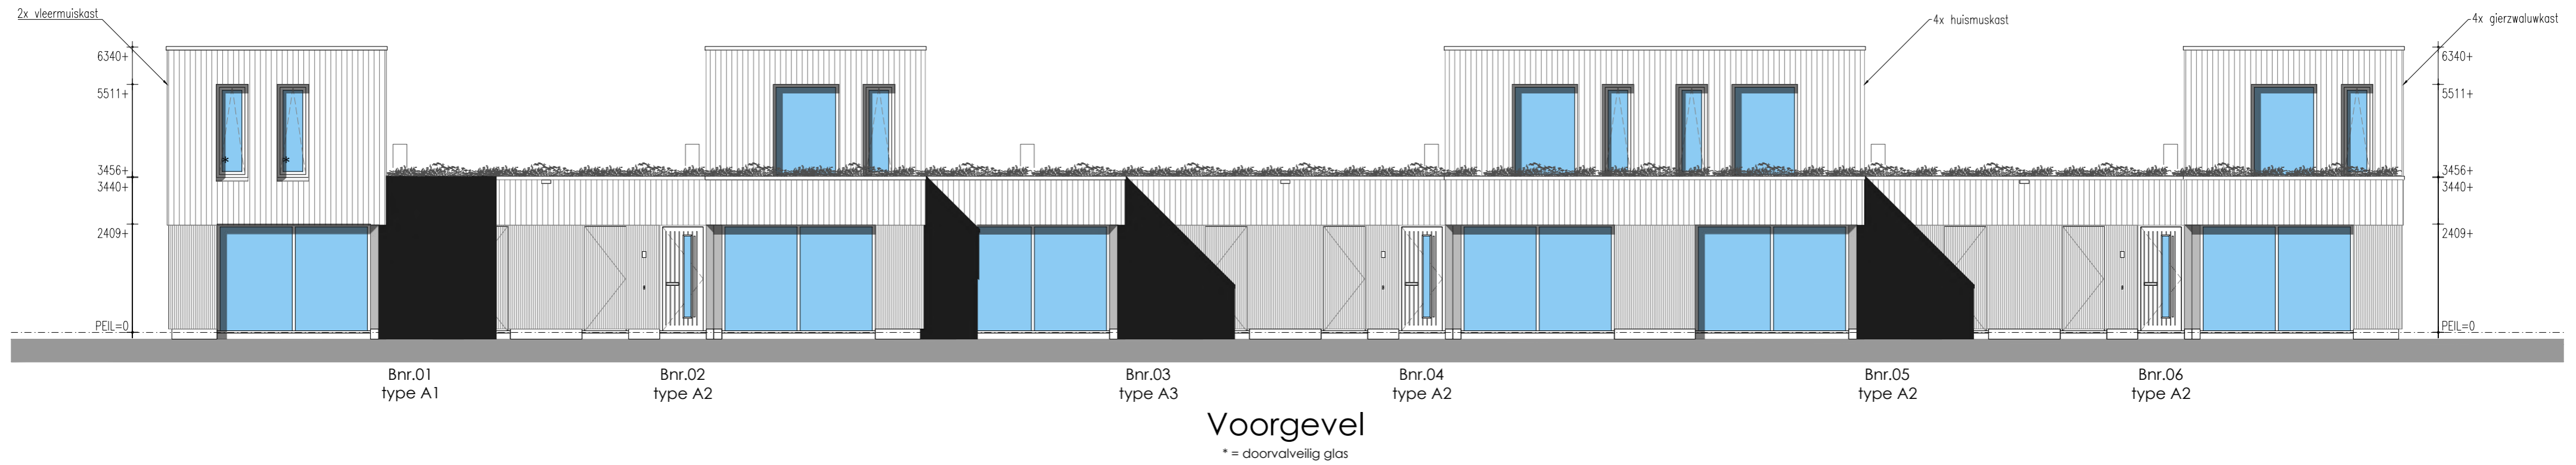 2x vleermuiskast
4x huismuskast
4x gierzwaluwkast
6340+
5511+
3456+
3440+
2409+
PEIL=0
6340+
5511+
3456+
3440+
2409+
PEIL=0
*
*
Bnr.01
type A1
Bnr.02
type A2
Bnr.03
type A3
Bnr.04
type A2
Bnr.05
type A2
Bnr.06
type A2
Voorgevel
* = doorvalveilig glas